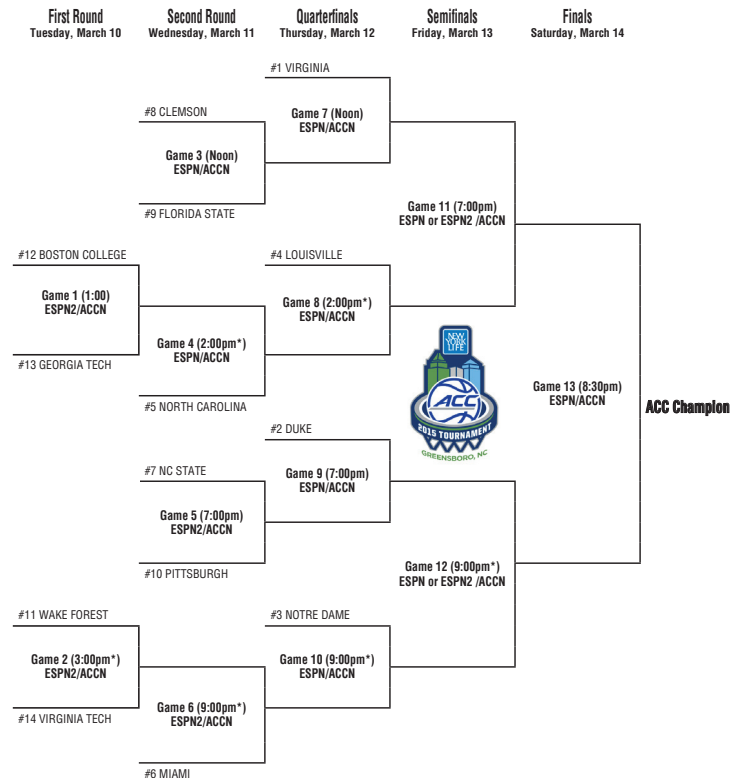 First Round
Tuesday, March 10
Second Round
Wednesday, March 11
Quarterfinals
Thursday, March 12
Semifinals
Friday, March 13
Finals
Saturday, March 14
#1 VIRGINIA
Game 7 (Noon)
ESPN/ACCN
#8 CLEMSON
Game 3 (Noon)
ESPN/ACCN
#9 FLORIDA STATE
Game 11 (7:00pm)
ESPN or ESPN2 /ACCN
#12 BOSTON COLLEGE
Game 1 (1:00)
ESPN2/ACCN
#13 GEORGIA TECH
#4 LOUISVILLE
Game 8 (2:00pm*)
ESPN/ACCN
Game 4 (2:00pm*)
ESPN/ACCN
#5 NORTH CAROLINA
NEW
YORK
LIFE
ACC
2015 TOURNAMENT
GREENSBORO, NC
Game 13 (8:30pm)
ESPN/ACCN
ACC Champion
#2 DUKE
Game 9 (7:00pm)
ESPN/ACCN
#7 NC STATE
Game 5 (7:00pm)
ESPN2/ACCN
#10 PITTSBURGH
Game 12 (9:00pm*)
ESPN or ESPN2 /ACCN
#11 WAKE FOREST
Game 2 (3:00pm*)
ESPN2/ACCN
#14 VIRGINIA TECH
#3 NOTRE DAME
Game 10 (9:00pm*)
ESPN/ACCN
Game 6 (9:00pm*)
ESPN2/ACCN
#6 MIAMI